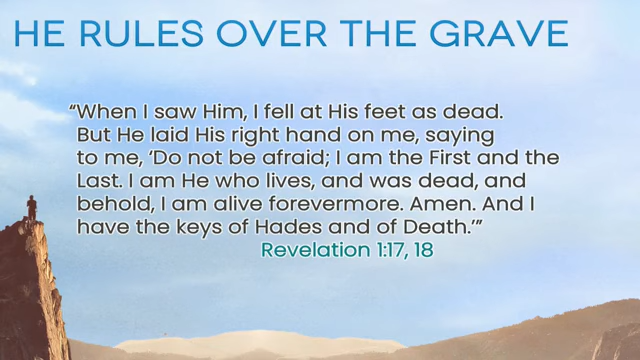 HE RULES OVER THE GRAVE
“When I saw Him, I fell at His feet as dead.
But He laid His right hand on me, saying
to me, ‘Do not be afraid; I am the First and the
Last. I am He who lives, and was dead, and
behold, I am alive forevermore. Amen. And I
have the keys of Hades and of Death.’”
Revelation 1:17, 18